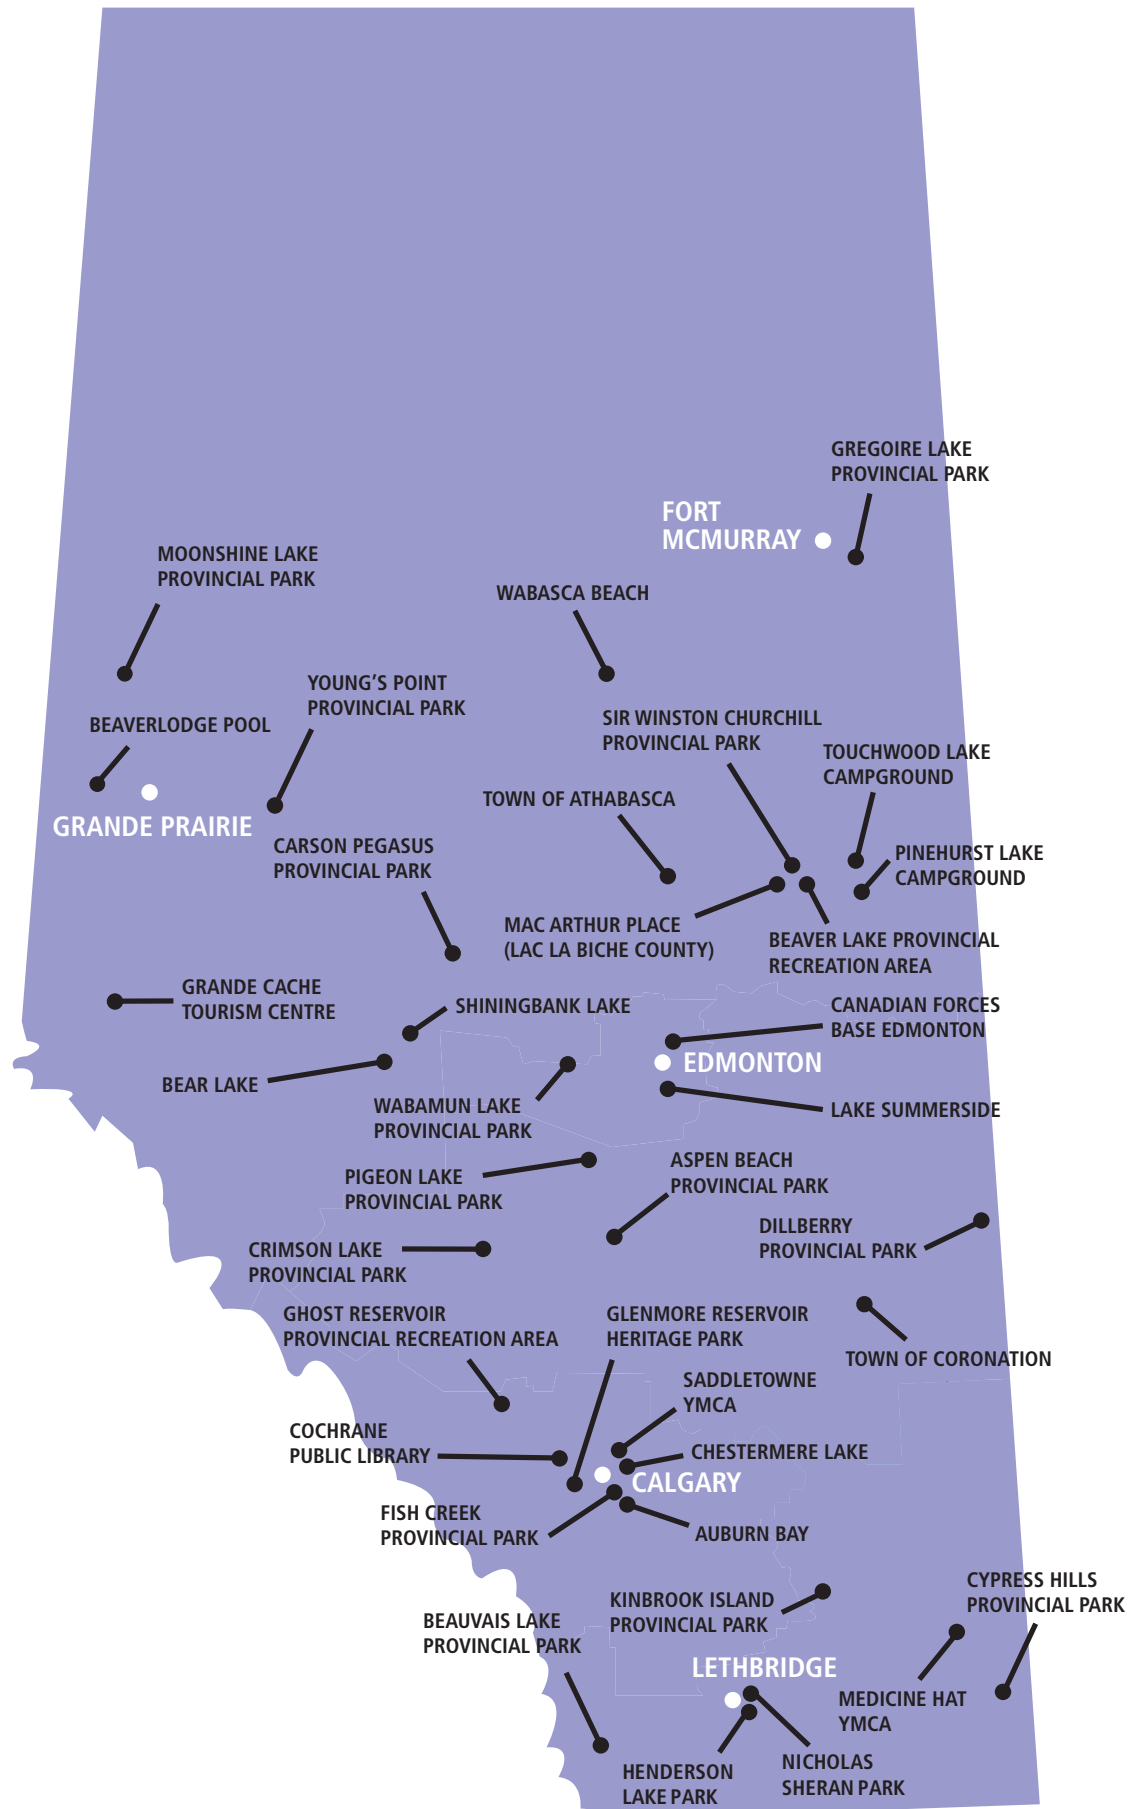 GREGOIRE LAKE
PROVINCIAL PARK
FORT
MCMURRAY
MOONSHINE LAKE
PROVINCIAL PARK
WABASCA BEACH
YOUNG'S POINT
PROVINCIAL PARK
BEAVERLODGE POOL
SIR WINSTON CHURCHILL
PROVINCIAL PARK
TOUCHWOOD LAKE
CAMPGROUND
TOWN OF ATHABASCA
GRANDE PRAIRIE
CARSON PEGASUS
PROVINCIAL PARK
PINEHURST LAKE
CAMPGROUND
MAC ARTHUR PLACE
(LAC LA BICHE COUNTY)
BEAVER LAKE PROVINCIAL
RECREATION AREA
GRANDE CACHE
TOURISM CENTRE
SHININGBANK LAKE
CANADIAN FORCES
BASE EDMONTON
EDMONTON
BEAR LAKE
WABAMUN LAKE
PROVINCIAL PARK
LAKE SUMMERSIDE
PIGEON LAKE
PROVINCIAL PARK
ASPEN BEACH
PROVINCIAL PARK
DILLBERRY
PROVINCIAL PARK
CRIMSON LAKE
PROVINCIAL PARK
GHOST RESERVOIR
PROVINCIAL RECREATION AREA
GLENMORE RESERVOIR
HERITAGE PARK
TOWN OF CORONATION
SADDLETOWNE
YMCA
COCHRANE
PUBLIC LIBRARY
CHESTERMERE LAKE
CALGARY
FISH CREEK
PROVINCIAL PARK
AUBURN BAY
CYPRESS HILLS
PROVINCIAL PARK
KINBROOK ISLAND
PROVINCIAL PARK
BEAUVAIS LAKE
PROVINCIAL PARK
LETHBRIDGE
MEDICINE HAT
YMCA
HENDERSON
LAKE PARK
NICHOLAS
SHERAN PARK